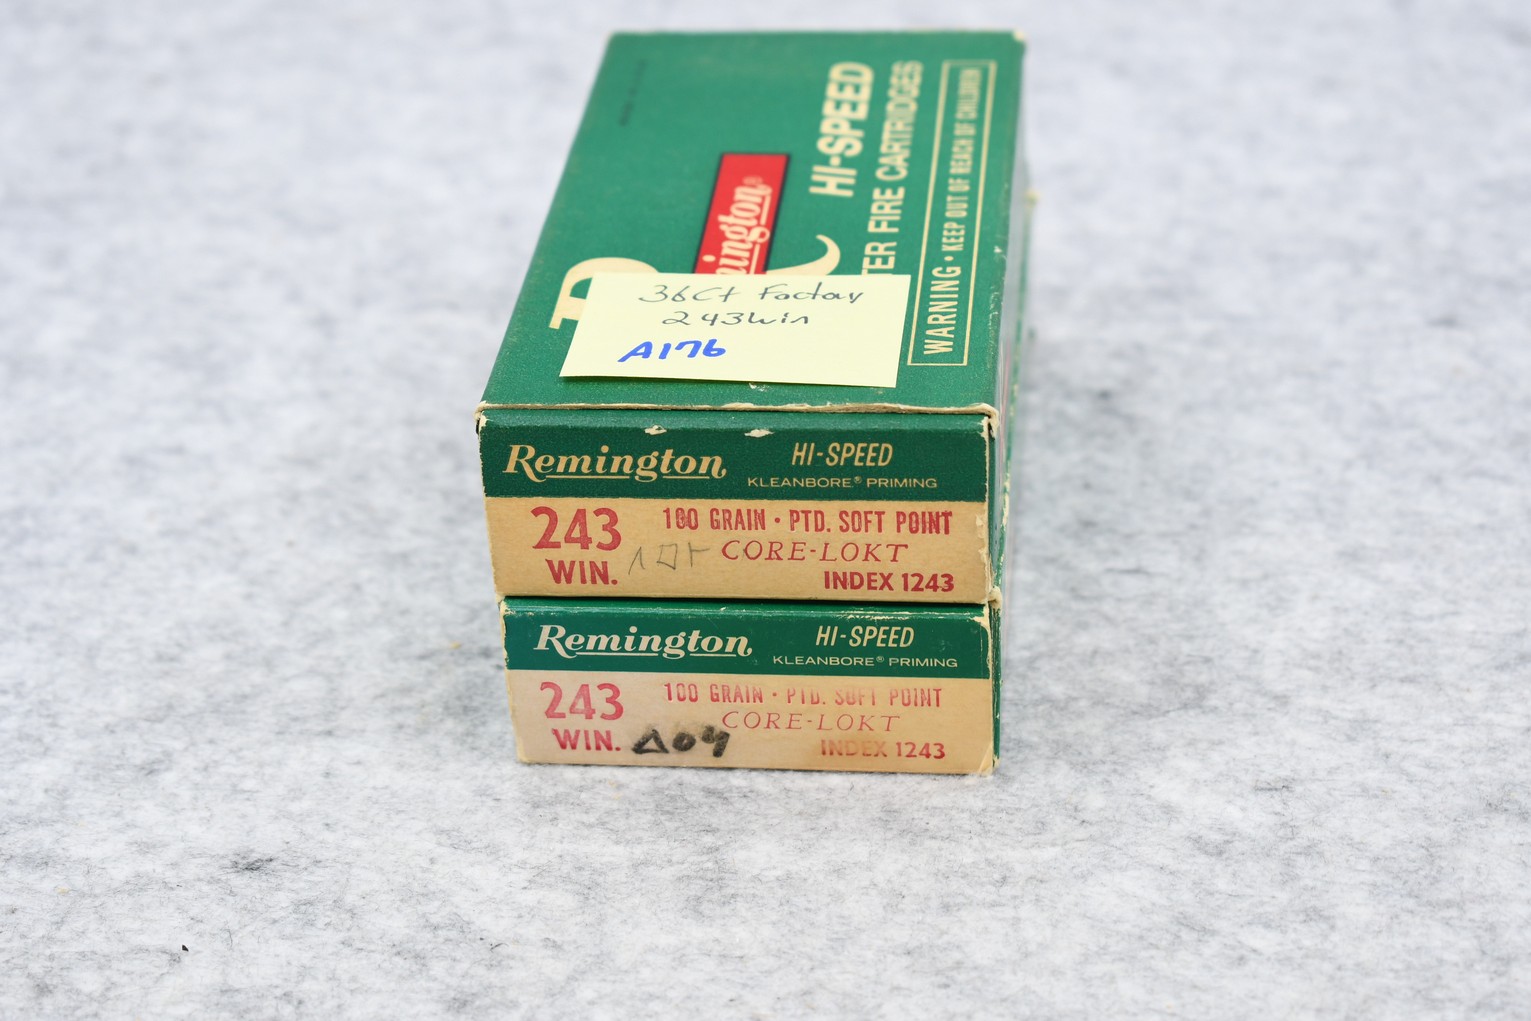 HI-SPEED
TER FIRE CARTRIDGES
WARNING • KEEP OUT OF REACH OF CHILDREN
mington®
36Ct Factory
243Win
A176
Remington
HI-SPEED
KLEANBORE® PRIMING
243
WIN.
100 GRAIN • PTD. SOFT POINT
CORE-LOKT
INDEX 1243
Remington
HI-SPEED
KLEANBORE® PRIMING
243
WIN.
100 GRAIN • PTD. SOFT POINT
CORE-LOKT
INDEX 1243